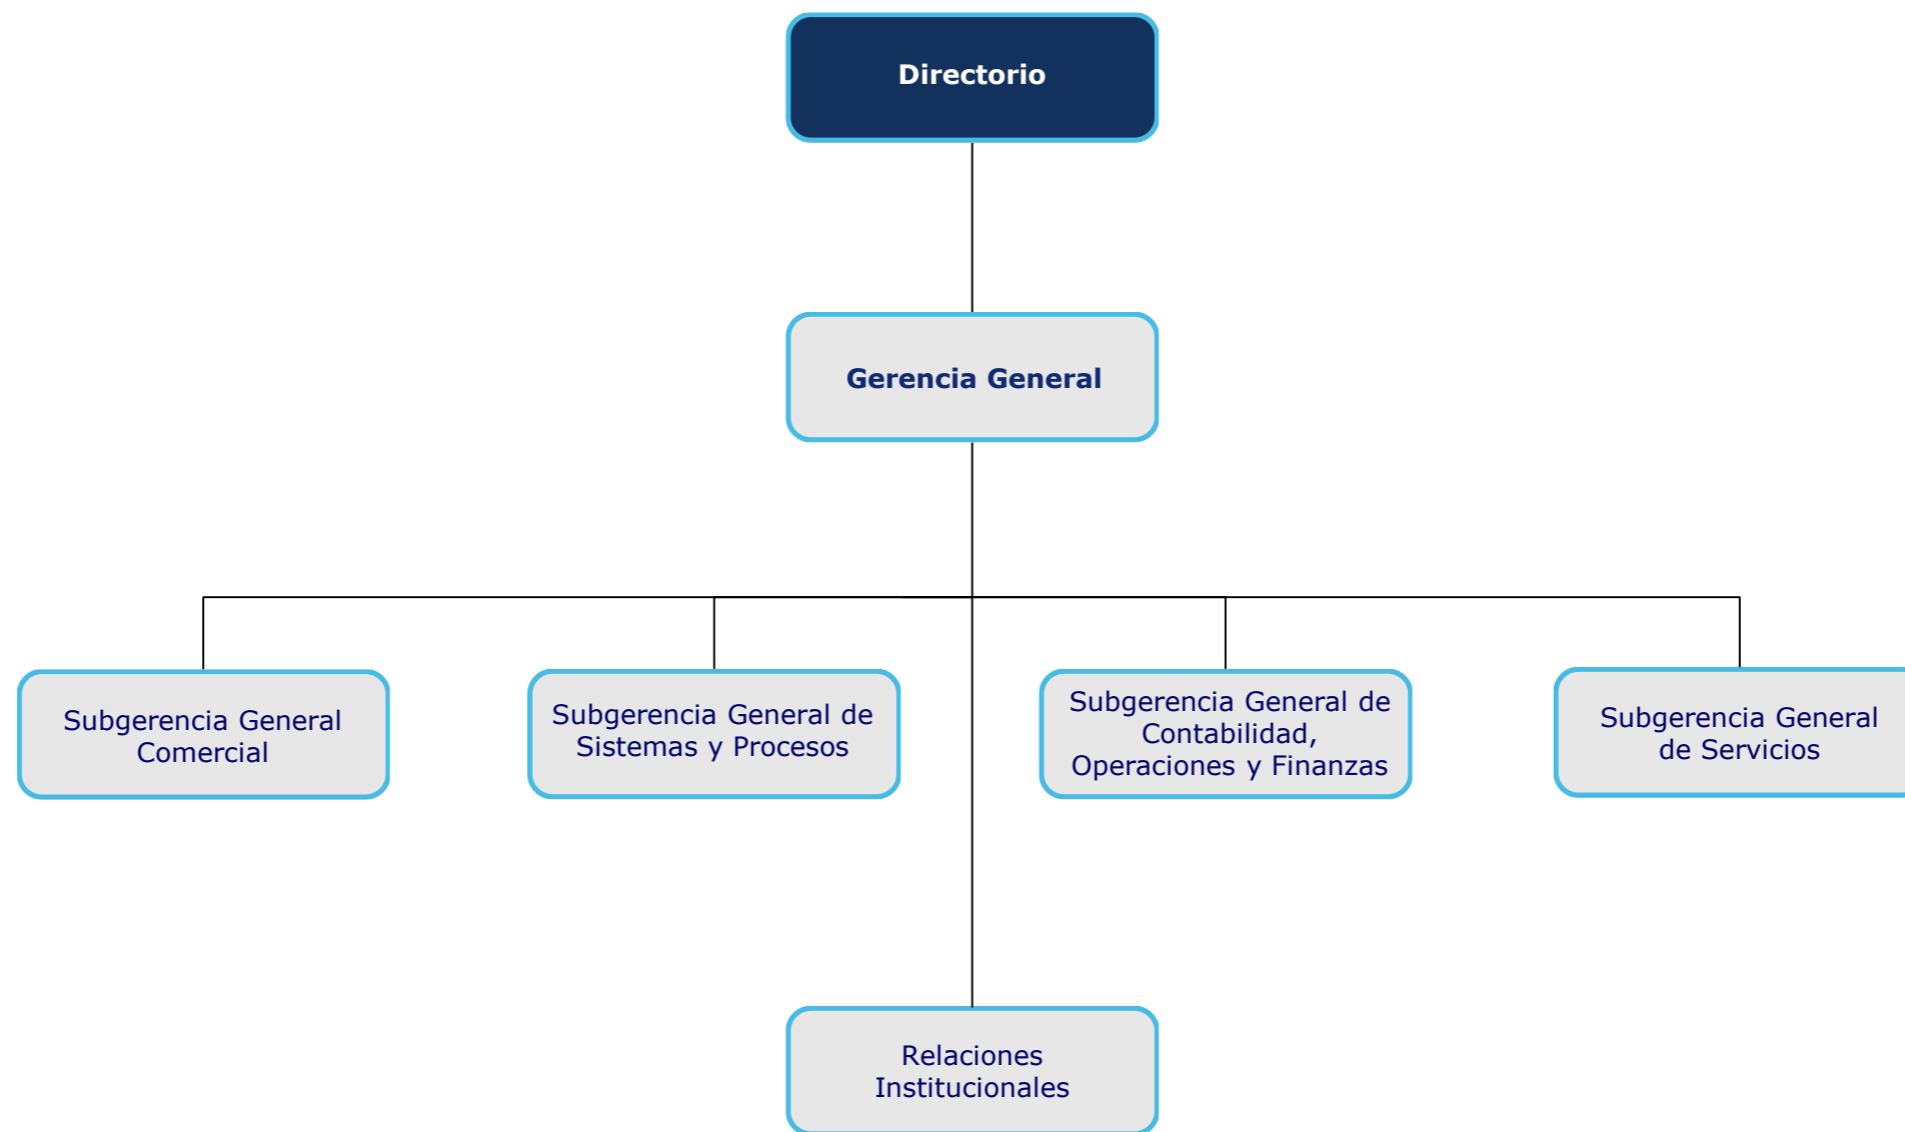 Directorio
Gerencia General
Subgerencia General
Comercial
Subgerencia General de
Sistemas y Procesos
Subgerencia General de
Contabilidad,
Operaciones y Finanzas
Subgerencia General
de Servicios
Relaciones
Institucionales